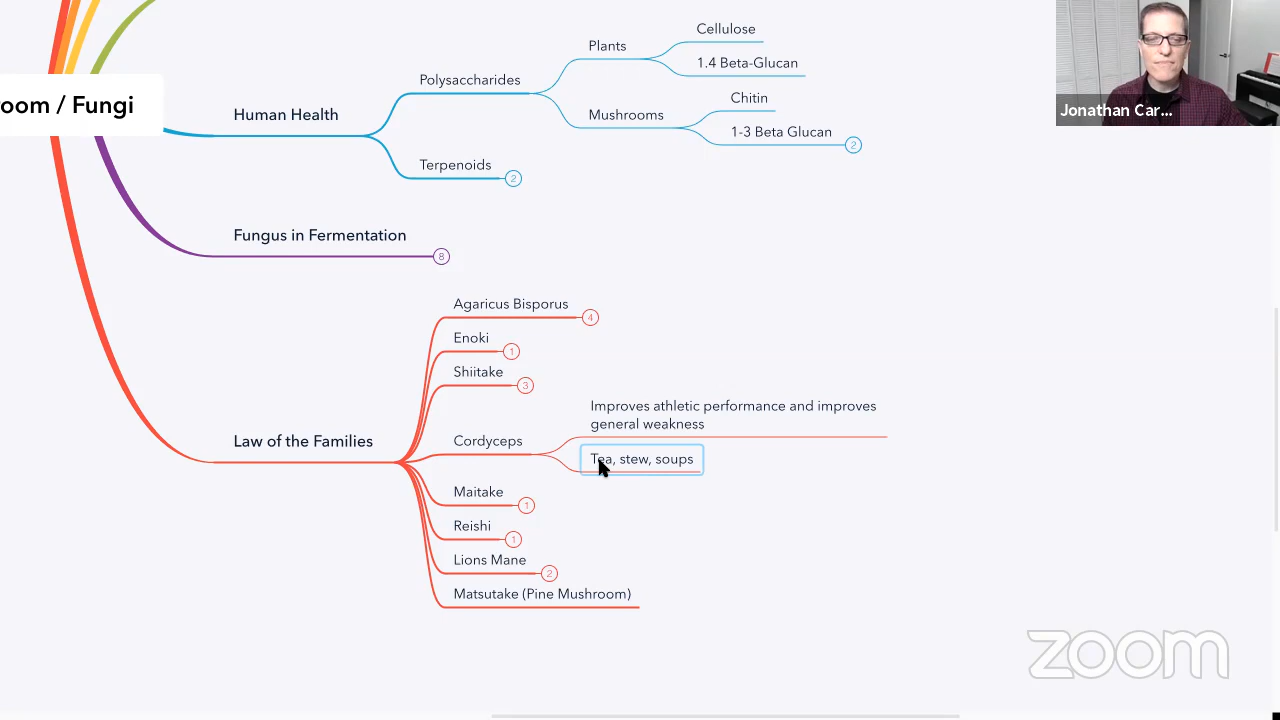 Cellulose
Plants
1.4 Beta-Glucan
Polysaccharides
Chitin
Mushrooms
1-3 Beta Glucan
2
Jonathan Car...
oom / Fungi
Human Health
Terpenoids
2
Fungus in Fermentation
8
Agaricus Bisporus
4
Enoki
1
Shiitake
3
Improves athletic performance and improves
general weakness
Law of the Families
Cordyceps
Tea, stew, soups
Maitake
1
Reishi
1
Lions Mane
2
Matsutake (Pine Mushroom)
zoom